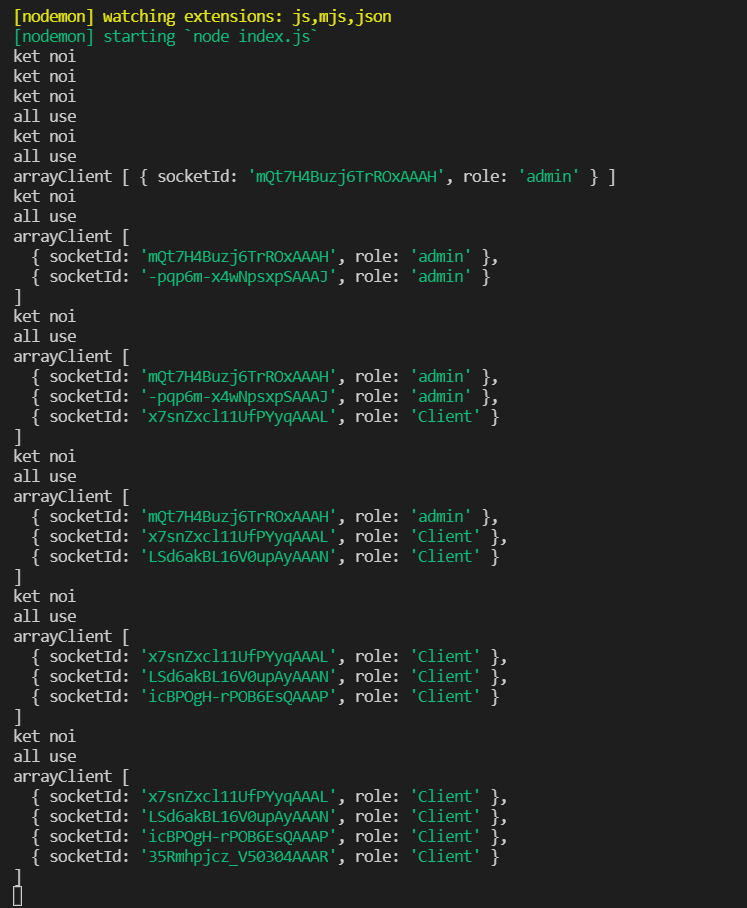 [nodemon] watching extensions: js,mjs,json
[nodemon] starting `node index.js`
ket noi
ket noi
ket noi
all use
ket noi
all use
arrayClient [ { socketId: 'mQt7H4Buzj6TrROxAAAH', role: 'admin' } ]
ket noi
all use
arrayClient [
  { socketId: 'mQt7H4Buzj6TrROxAAAH', role: 'admin' },
  { socketId: '-pqp6m-x4wNpsxpSAAAJ', role: 'admin' }
]
ket noi
all use
arrayClient [
  { socketId: 'mQt7H4Buzj6TrROxAAAH', role: 'admin' },
  { socketId: '-pqp6m-x4wNpsxpSAAAJ', role: 'admin' },
  { socketId: 'x7snZxcl11UfPYyqAAAL', role: 'Client' }
]
ket noi
all use
arrayClient [
  { socketId: 'mQt7H4Buzj6TrROxAAAH', role: 'admin' },
  { socketId: 'x7snZxcl11UfPYyqAAAL', role: 'Client' },
  { socketId: 'LSd6akBL16V0upAyAAAN', role: 'Client' }
]
ket noi
all use
arrayClient [
  { socketId: 'x7snZxcl11UfPYyqAAAL', role: 'Client' },
  { socketId: 'LSd6akBL16V0upAyAAAN', role: 'Client' },
  { socketId: 'icBPOgH-rPOB6EsQAAAP', role: 'Client' }
]
ket noi
all use
arrayClient [
  { socketId: 'x7snZxcl11UfPYyqAAAL', role: 'Client' },
  { socketId: 'LSd6akBL16V0upAyAAAN', role: 'Client' },
  { socketId: 'icBPOgH-rPOB6EsQAAAP', role: 'Client' },
  { socketId: '35Rmhpjcz_V50304AAAR', role: 'Client' }
]